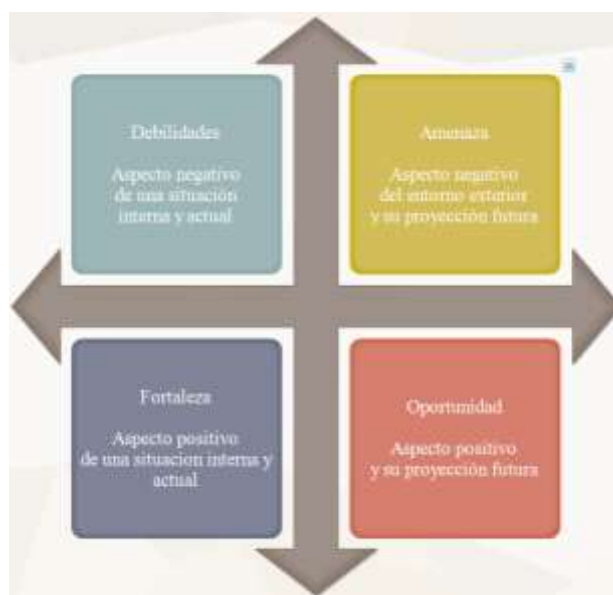 Debilidades
Aspecto negativo
de una situación
interna y actual
Amenaza
Aspecto negativo
del entorno exterior
y su proyección futura
Fortaleza
Aspecto positivo
de una situacion interna y
actual
Oportunidad
Aspecto positivo
y su proyección futura